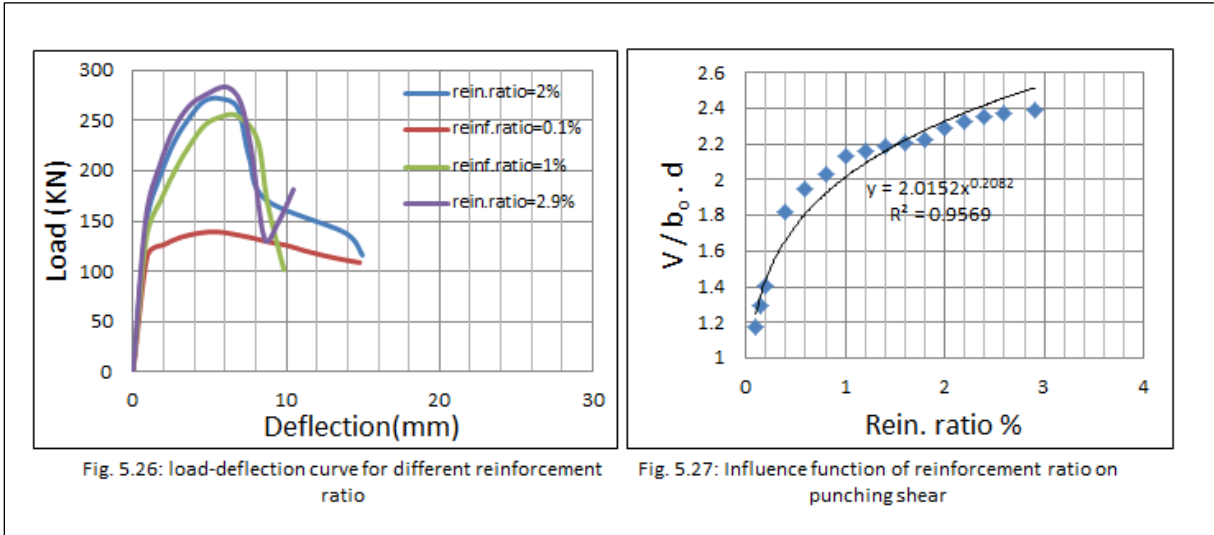 300
250
200
150
100
50
0
0
10
20
30
Load (KN)
Deflection(mm)
rein.ratio=2%
reinf.ratio=0.1%
reinf.ratio=1%
rein.ratio=2.9%
Fig. 5.26: load-deflection curve for different reinforcement
ratio
2.6
2.4
2.2
2
1.8
1.6
1.4
1.2
1
0
1
2
3
4
V / bₒ . d
Rein. ratio %
y = 2.0152x^0.2082
R² = 0.9569
Fig. 5.27: Influence function of reinforcement ratio on
punching shear